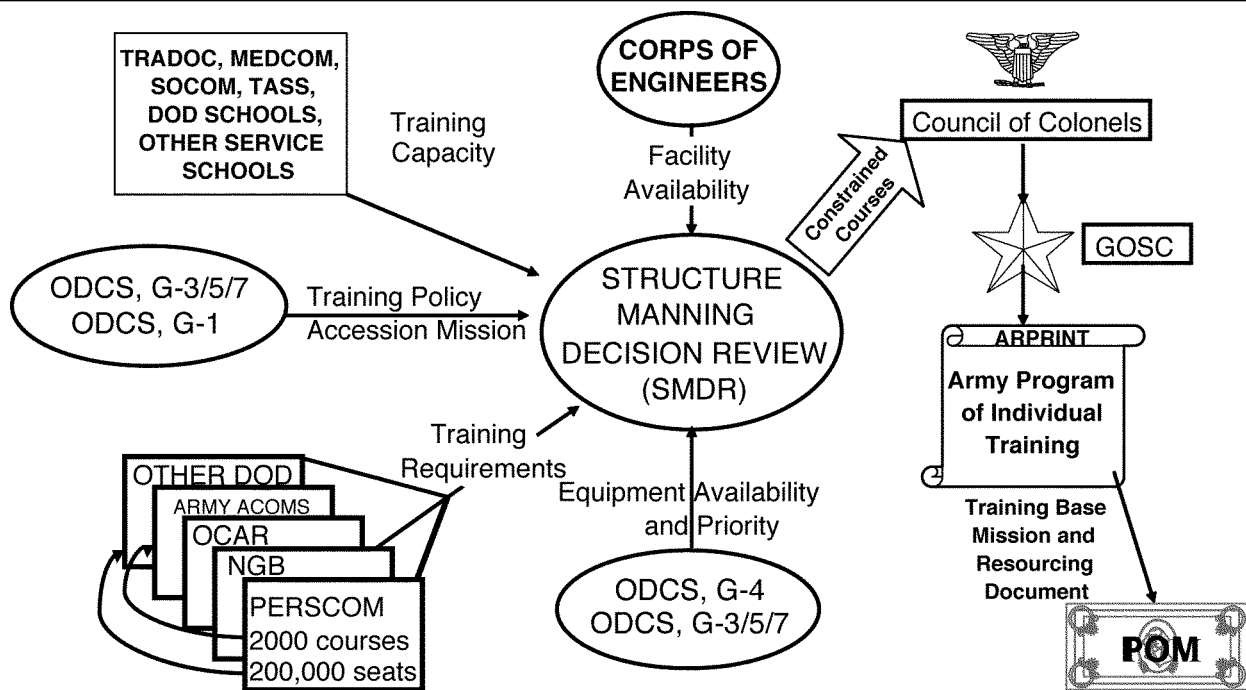 TRADOC, MEDCOM,
SOCOM, TASS,
DOD SCHOOLS,
OTHER SERVICE
SCHOOLS
Training
Capacity
CORPS OF
ENGINEERS
Facility
Availability
Constrained
Courses
Council of Colonels
GOSC
ODCS, G-3/5/7
ODCS, G-1
Training Policy
Accession Mission
STRUCTURE
MANNING
DECISION REVIEW
(SMDR)
ARPRINT
Army Program
of Individual
Training
Training Base
Mission and
Resourcing
Document
POM
Training
Requirements
OTHER DOD
ARMY ACOMS
OCAR
NGB
PERSCOM
2000 courses
200,000 seats
Equipment Availability
and Priority
ODCS, G-4
ODCS, G-3/5/7